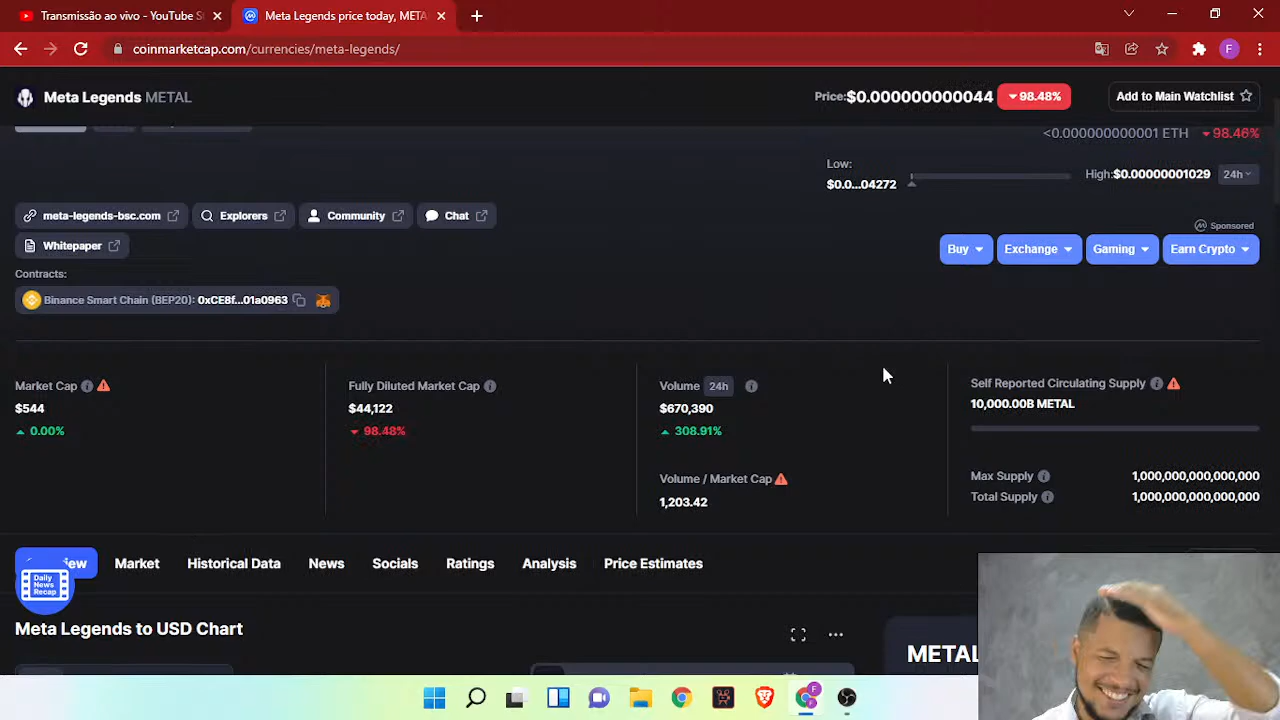 Transmissão ao vivo - YouTube S
Meta Legends price today, META
coinmarketcap.com/currencies/meta-legends/
F
Meta Legends METAL
Price: $0.000000000044 98.48% Add to Main Watchlist
<0.000000000001 ETH 98.46%
Low:
$0.0...04272
High: $0.00000001029 24h
meta-legends-bsc.com Explorers Community Chat
Sponsored
Whitepaper
Buy Exchange Gaming Earn Crypto
Contracts:
Binance Smart Chain (BEP20): 0xCE8f...01a0963
Market Cap
$544
0.00%
Fully Diluted Market Cap
$44,122
98.48%
Volume 24h
$670,390
308.91%
Volume / Market Cap
1,203.42
Self Reported Circulating Supply
10,000.00B METAL
Max Supply 1,000,000,000,000,000
Total Supply 1,000,000,000,000,000
Market Historical Data News Socials Ratings Analysis Price Estimates
Daily
News
Recap
Meta Legends to USD Chart
METAL